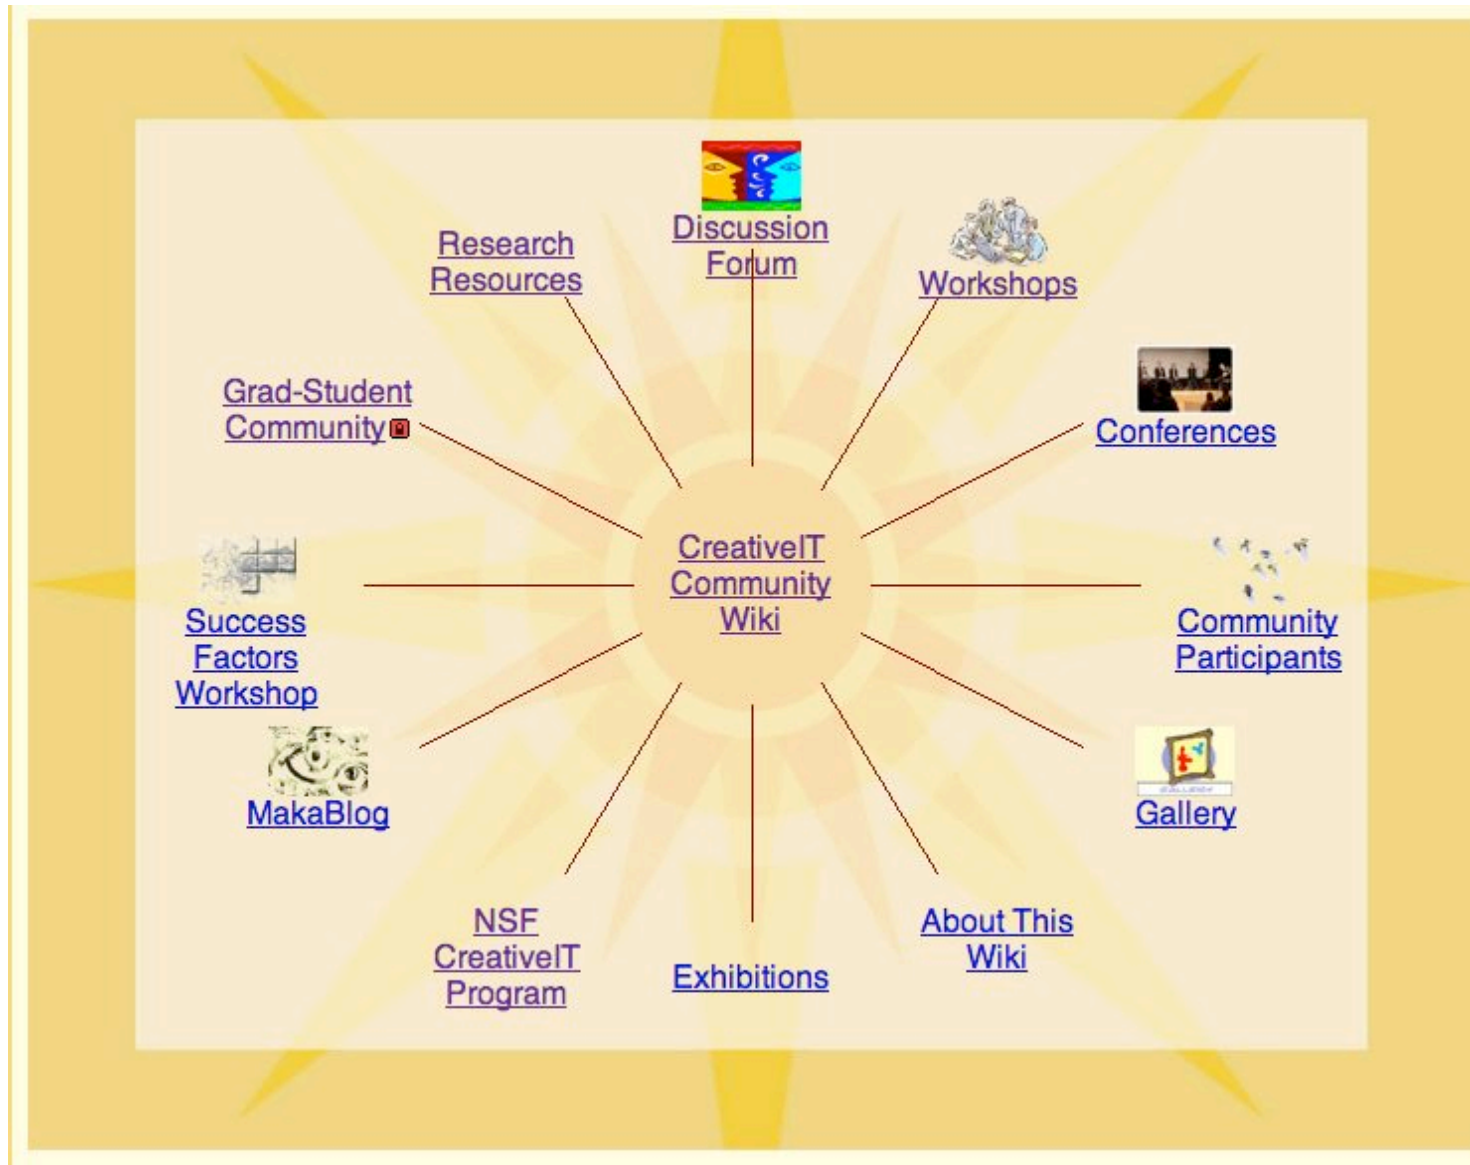 Discussion
Forum
Research
Resources
Workshops
Grad-Student
Community
Conferences
CreativeIT
Community
Wiki
Success
Factors
Workshop
Community
Participants
MakaBlog
GALLERY
Gallery
NSF
CreativeIT
Program
Exhibitions
About This
Wiki